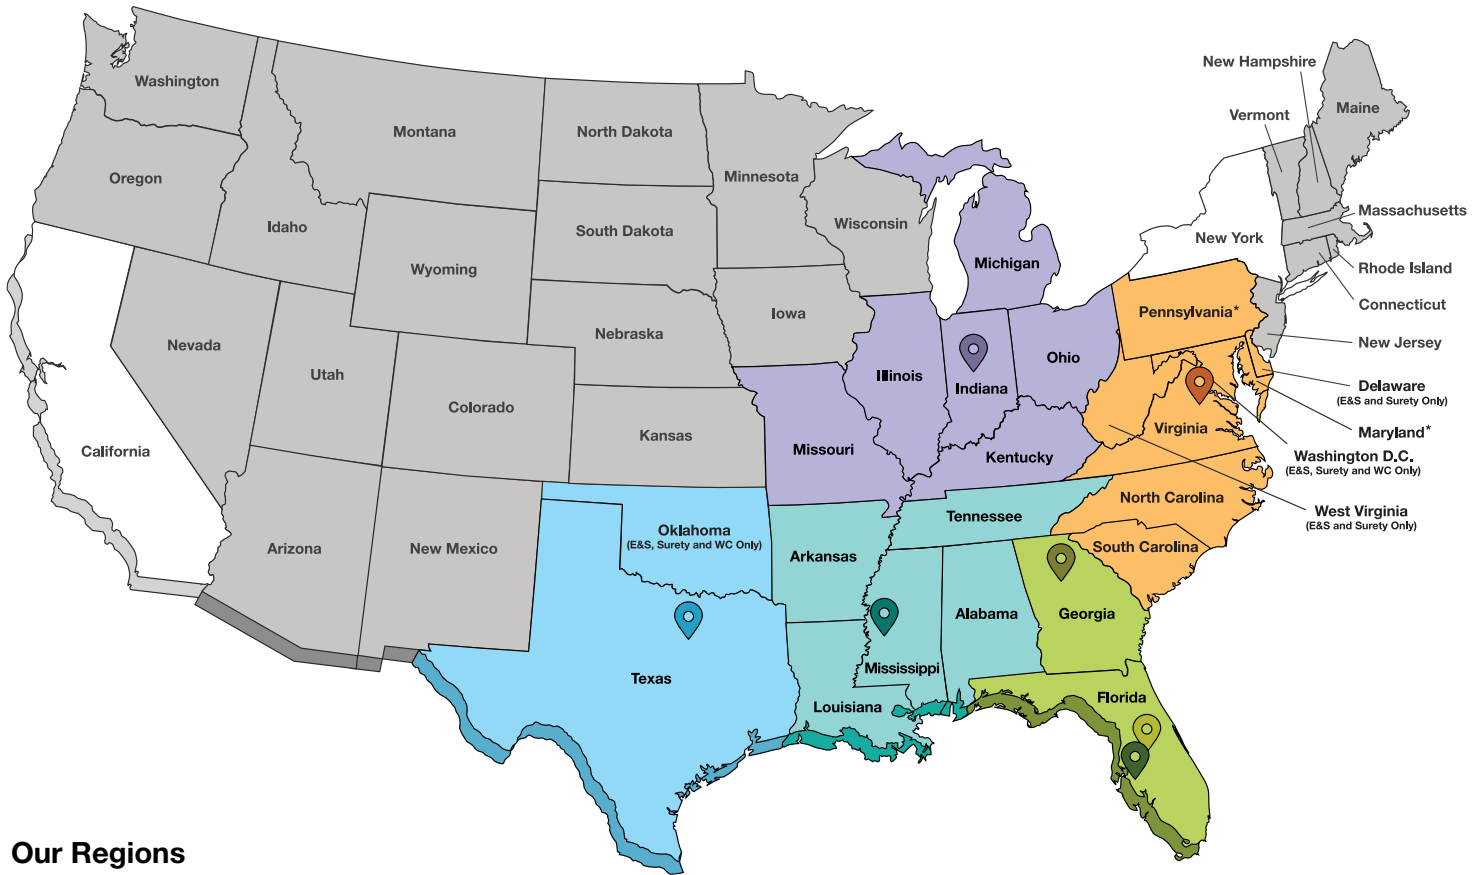 New Hampshire
Washington
Maine
Vermont
Montana
North Dakota
Minnesota
Oregon
Massachusetts
Wisconsin
Idaho
South Dakota
New York
Michigan
Wyoming
Rhode Island
Connecticut
Iowa
Pennsylvania*
Nebraska
Nevada
New Jersey
Ohio
Utah
Illinois
Indiana
Delaware
(E&S and Surety Only)
Colorado
Virginia
Maryland*
Kansas
California
Missouri
Kentucky
Washington D.C.
(E&S, Surety and WC Only)
North Carolina
West Virginia
(E&S and Surety Only)
Tennessee
Oklahoma
(E&S, Surety and WC Only)
Arizona
New Mexico
South Carolina
Arkansas
Alabama
Georgia
Mississippi
Texas
Florida
Louisiana
Our Regions